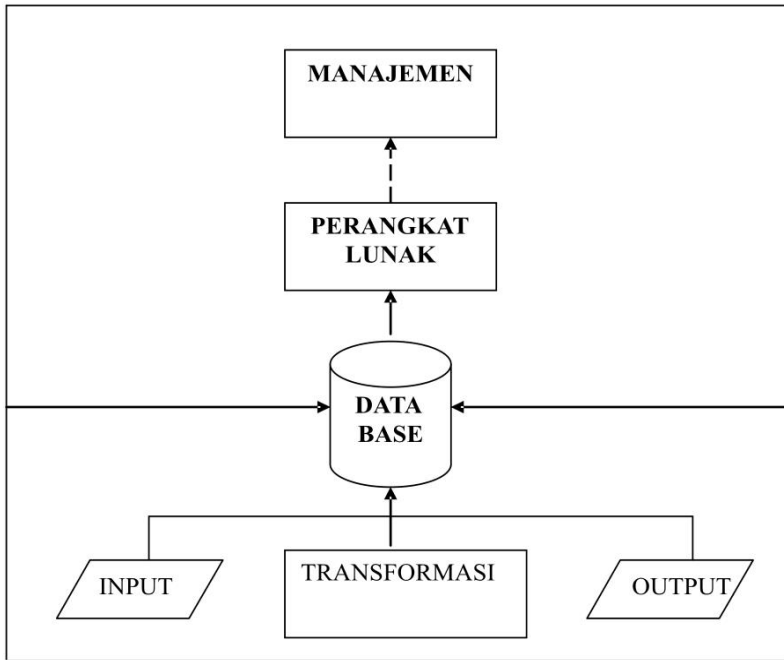 MANAJEMEN
PERANGKAT
LUNAK
DATA
BASE
INPUT
TRANSFORMASI
OUTPUT